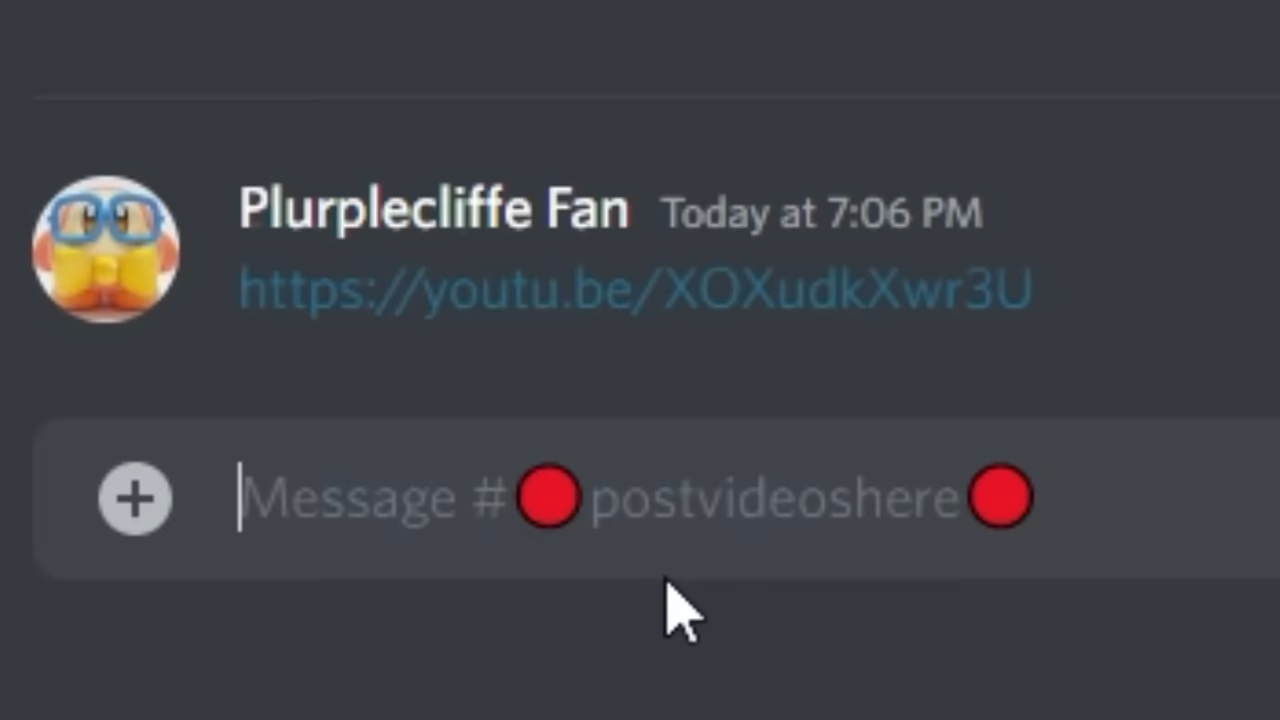 Plurplecliffe Fan Today at 7:06 PM
https://youtu.be/XOXudkXwr3U
Message #🔴postvideoshere🔴